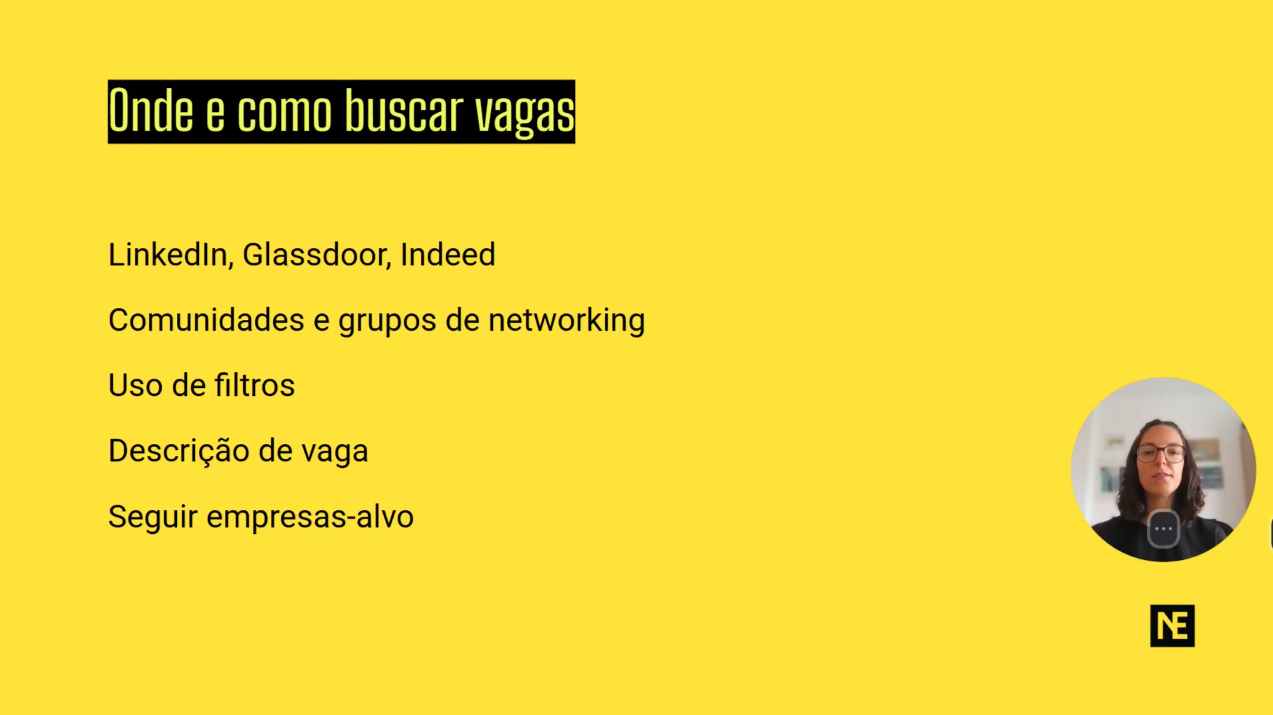 Onde e como buscar vagas
LinkedIn, Glassdoor, Indeed
Comunidades e grupos de networking
Uso de filtros
Descrição de vaga
Seguir empresas-alvo
NE